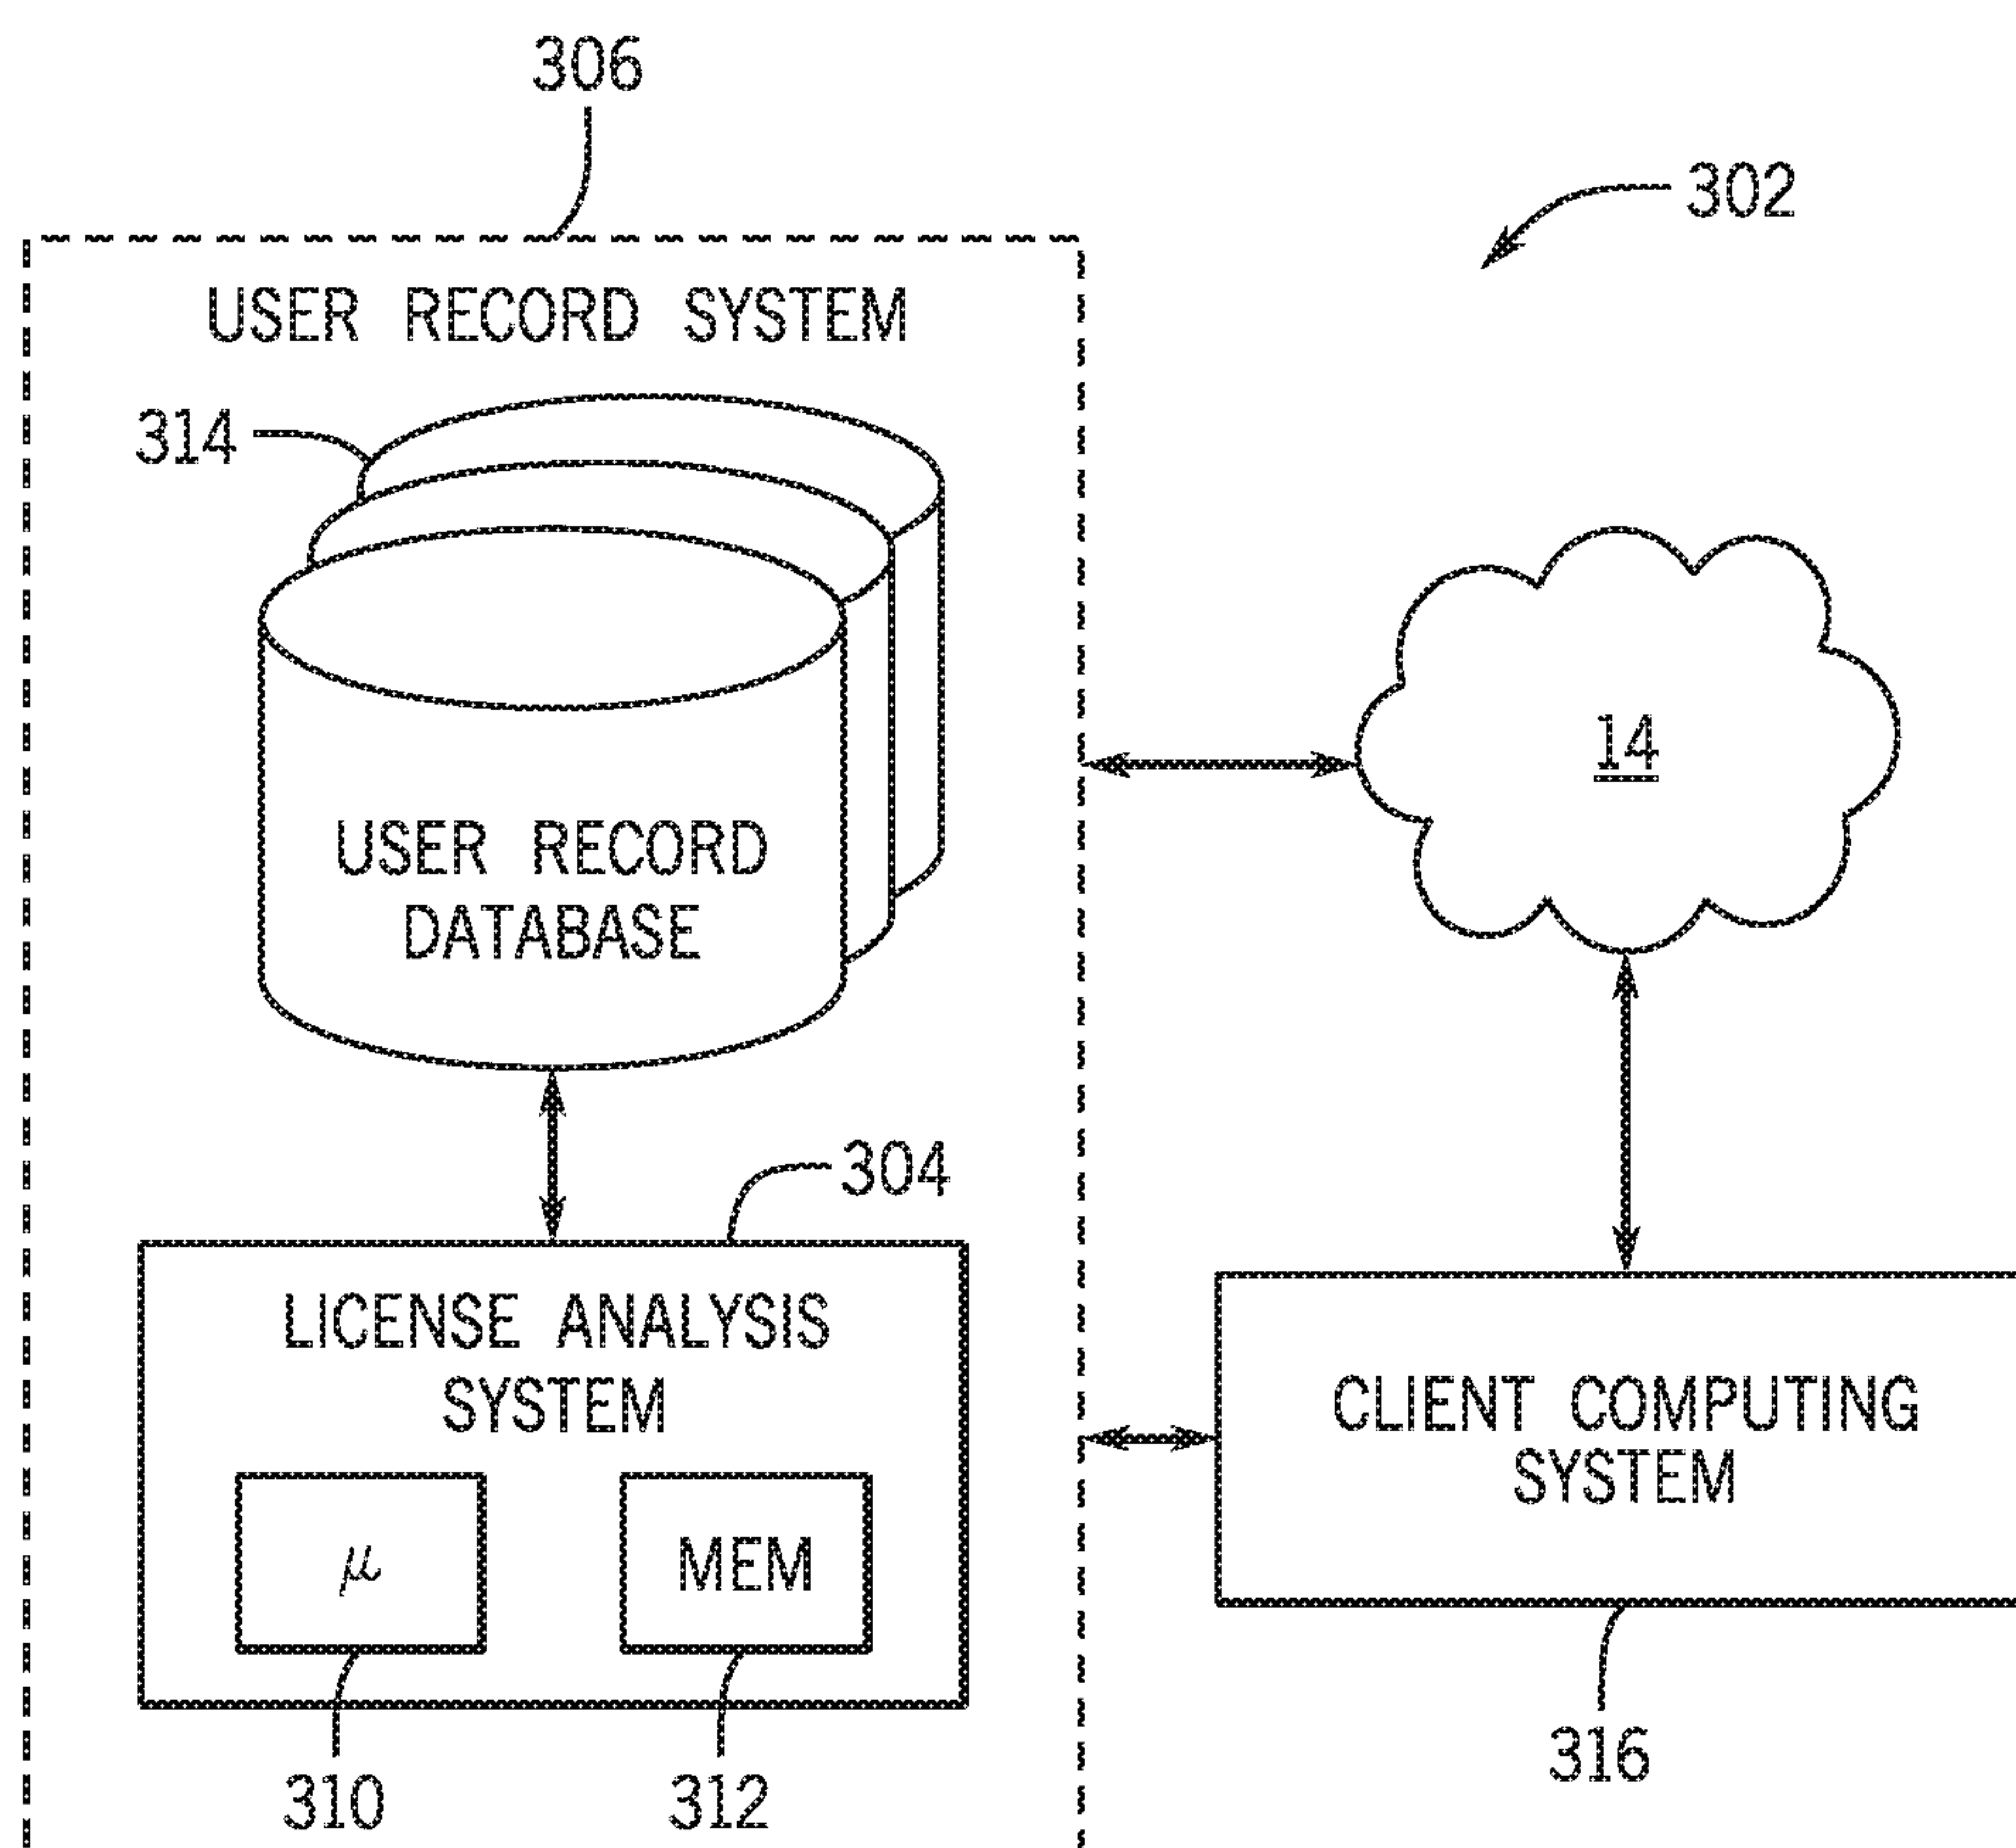 306
302
USER RECORD SYSTEM
314
14
USER RECORD
DATABASE
304
LICENSE ANALYSIS
SYSTEM
CLIENT COMPUTING
SYSTEM
μ
MEM
316
310
312